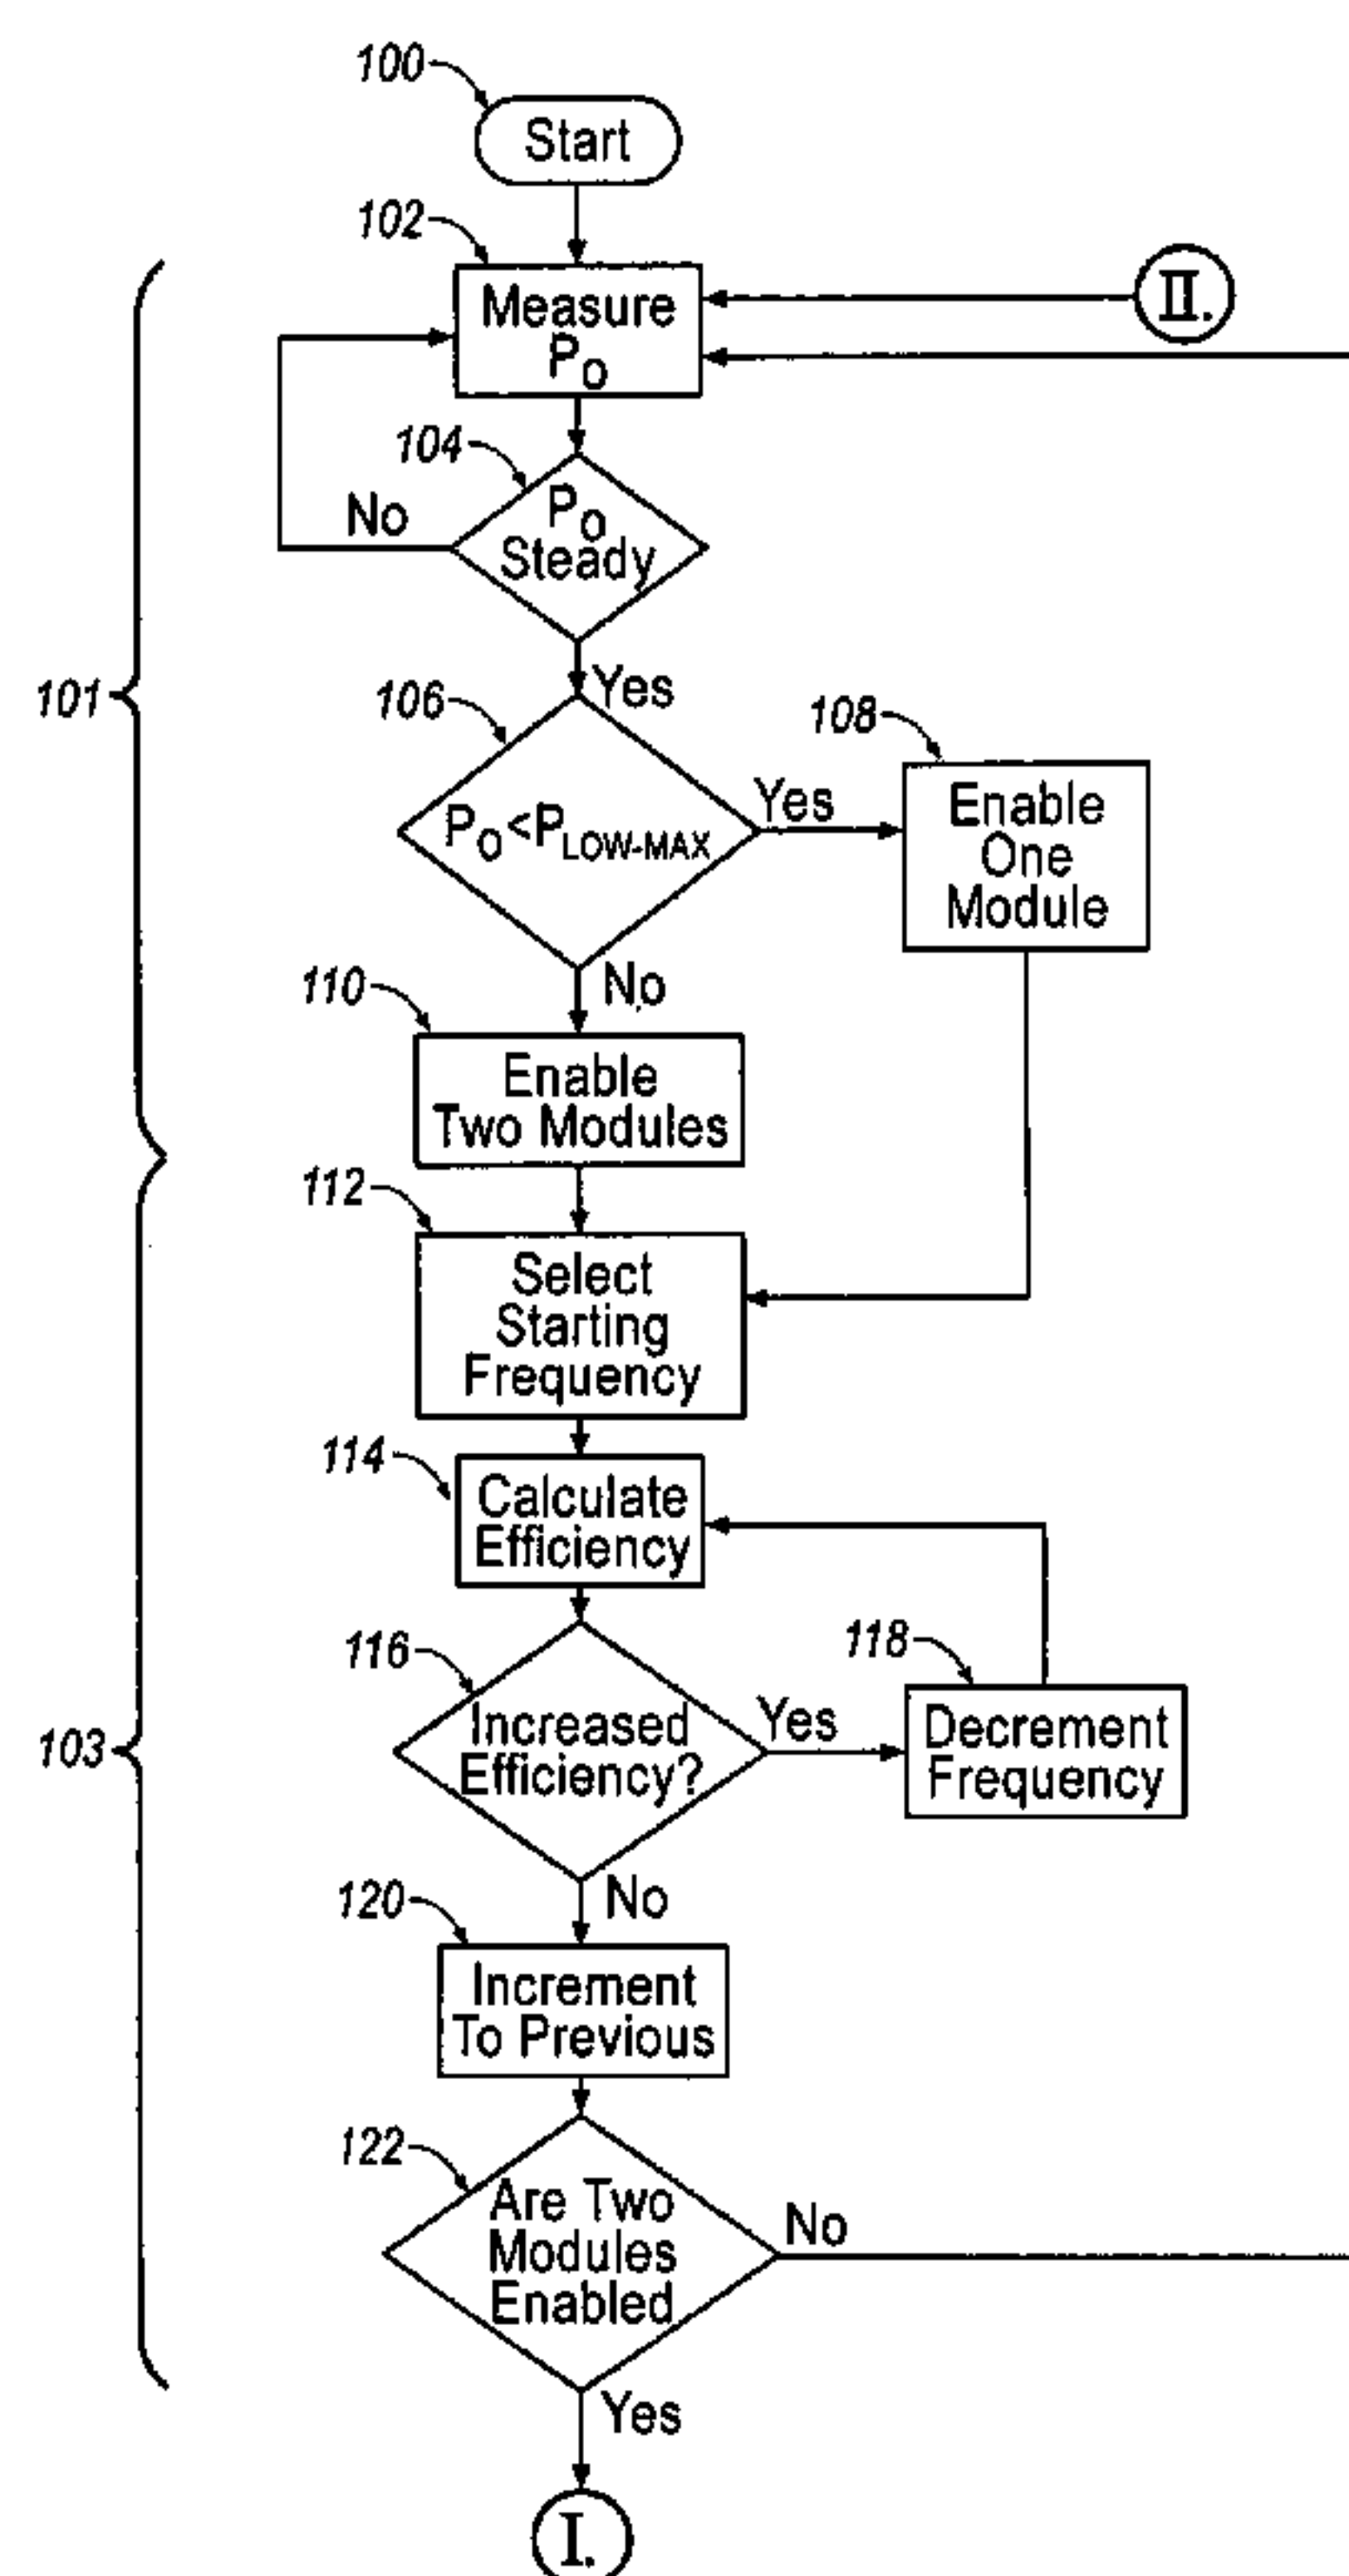 100
Start
102
Measure
Po
II.
104
No
Po
Steady
Yes
101
106
Po<PLOW-MAX
Yes
108
Enable
One
Module
No
110
Enable
Two Modules
112
Select
Starting
Frequency
114
Calculate
Efficiency
116
Increased
Efficiency?
Yes
118
Decrement
Frequency
103
No
120
Increment
To Previous
122
Are Two
Modules
Enabled
No
Yes
I.